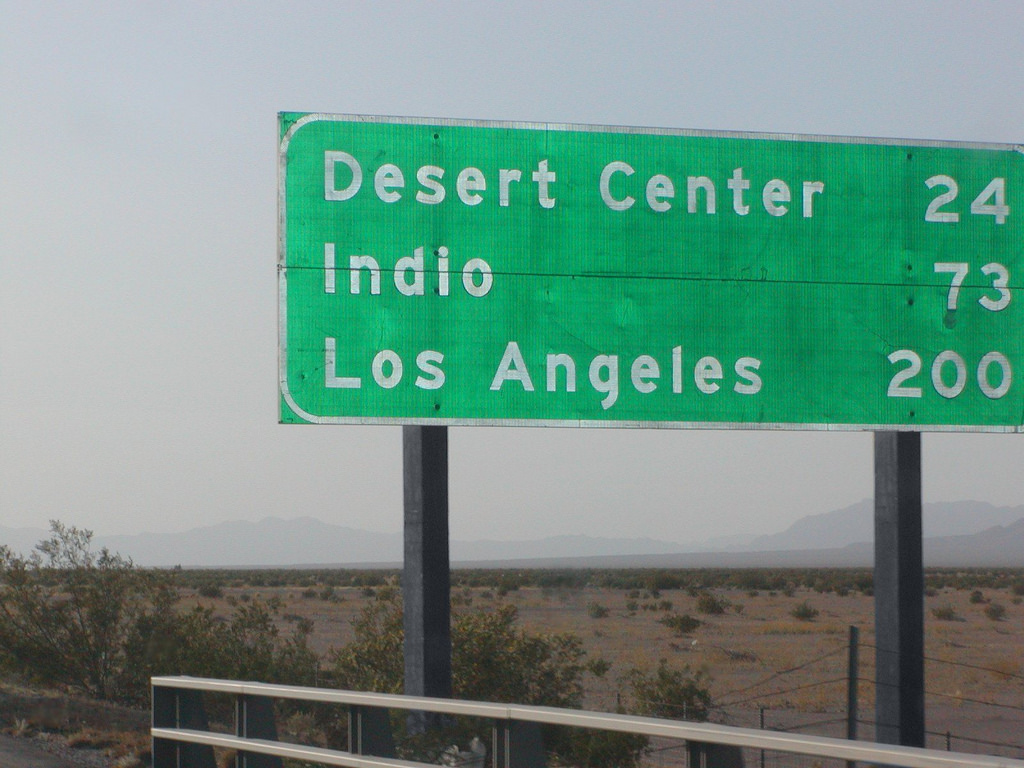 Desert Center 24
Indio 73
Los Angeles 200